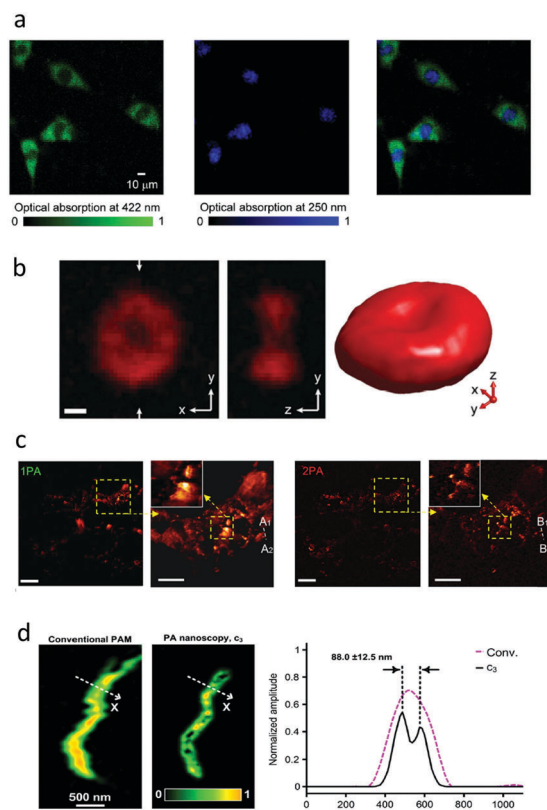 a
10 μm
Optical absorption at 422 nm
0 1
Optical absorption at 250 nm
0 1
b
y
x
y
z
z
x
y
c
1PA
A1
A2
2PA
B1
B
d
Conventional PAM
X
500 nm
PA nanoscopy, c3
X
0 1
88.0 ±12.5 nm
Conv.
c3
Normalized amplitude
1
0.8
0.6
0.4
0.2
0
0 200 400 600 800 1000